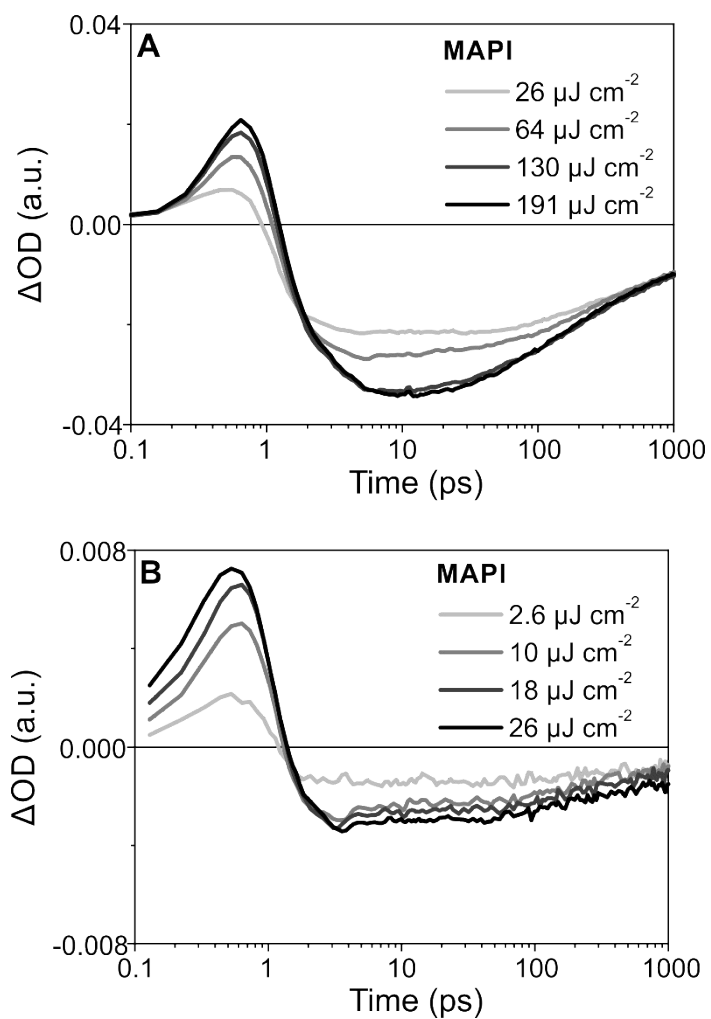 0.04
A
MAPI
26 µJ cm-2
64 µJ cm-2
130 µJ cm-2
191 µJ cm-2
0.00
ΔOD (a.u.)
-0.04
0.1
1
10
100
1000
Time (ps)
0.008
B
MAPI
2.6 µJ cm-2
10 µJ cm-2
18 µJ cm-2
26 µJ cm-2
0.000
ΔOD (a.u.)
-0.008
0.1
1
10
100
1000
Time (ps)